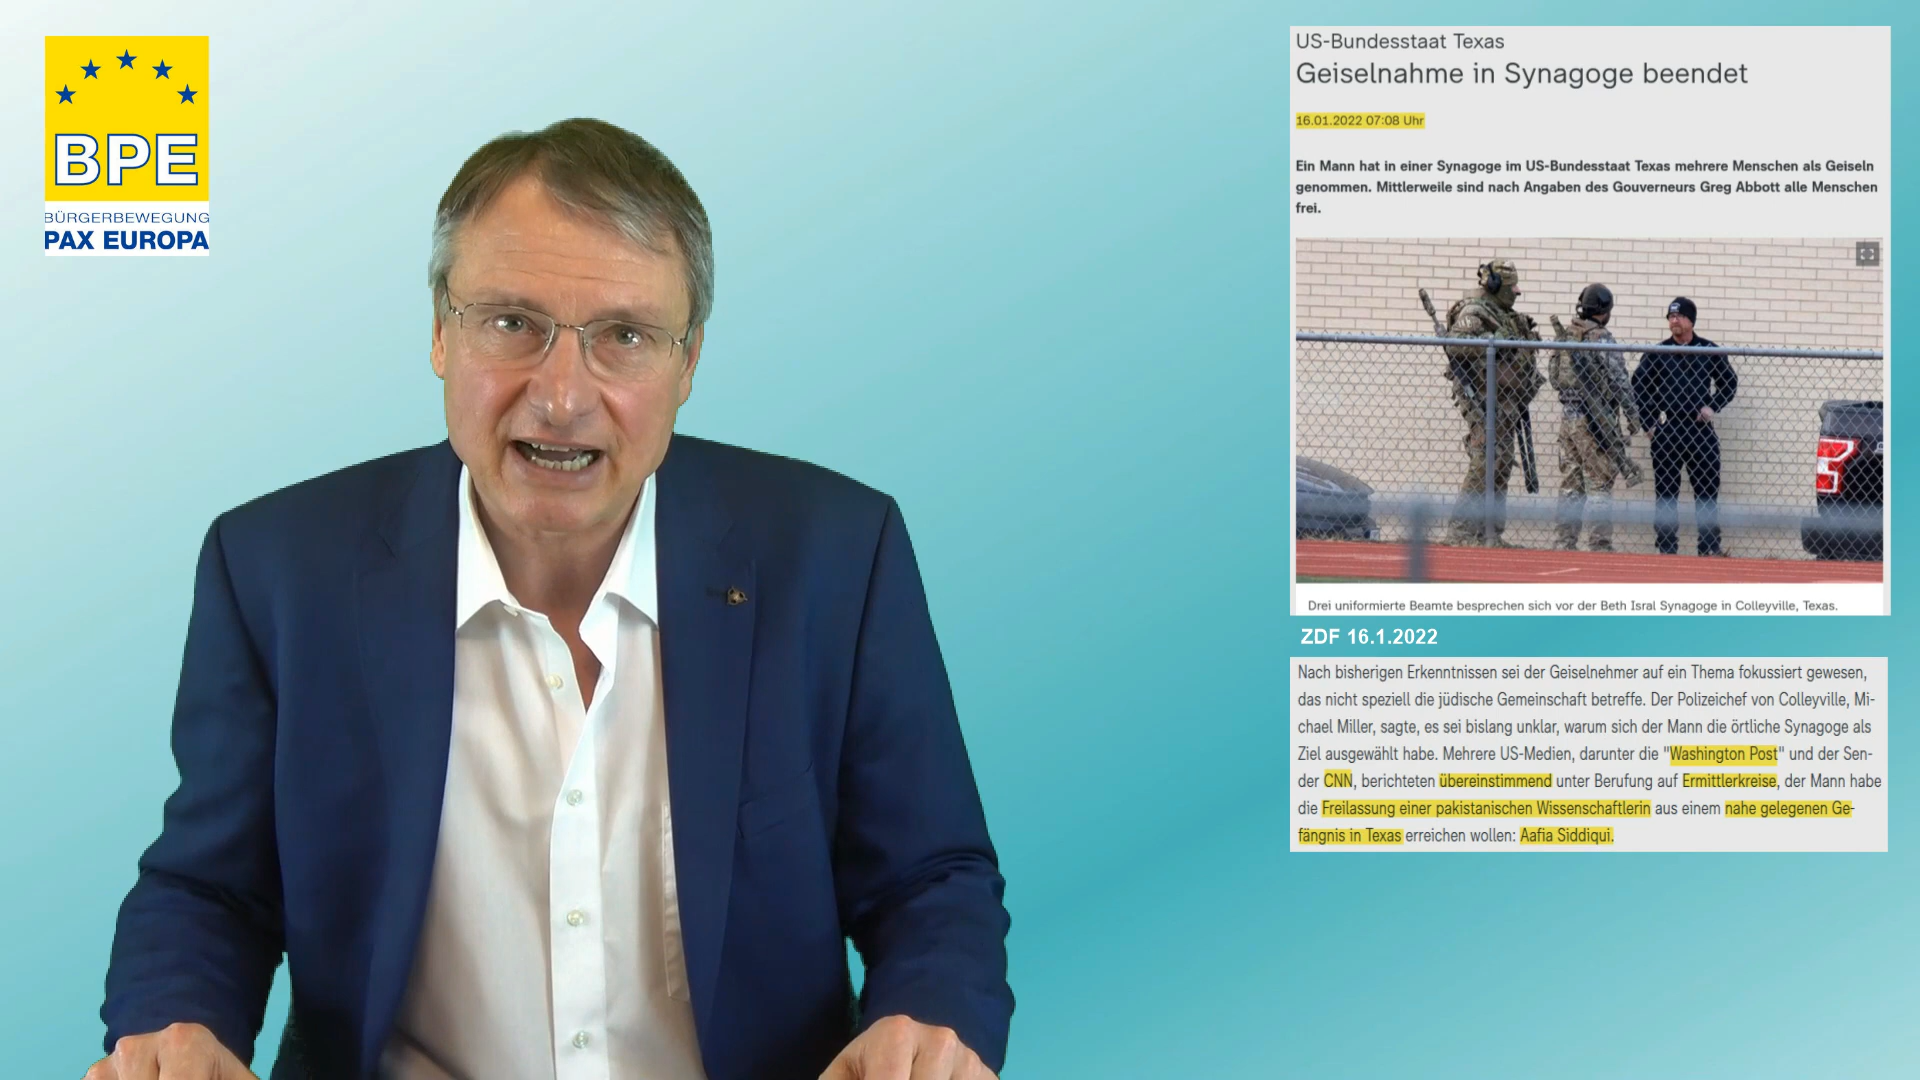 BPE
BÜRGERBEWEGUNG
PAX EUROPA
US-Bundesstaat Texas
Geiselnahme in Synagoge beendet
16.01.2022 07:08 Uhr
Ein Mann hat in einer Synagoge im US-Bundesstaat Texas mehrere Menschen als Geiseln
genommen. Mittlerweile sind nach Angaben des Gouverneurs Greg Abbott alle Menschen
frei.
Drei uniformierte Beamte besprechen sich vor der Beth Isral Synagoge in Colleyville, Texas.
ZDF 16.1.2022
Nach bisherigen Erkenntnissen sei der Geiselnehmer auf ein Thema fokussiert gewesen,
das nicht speziell die jüdische Gemeinschaft betreffe. Der Polizeichef von Colleyville, Mi-
chael Miller, sagte, es sei bislang unklar, warum sich der Mann die örtliche Synagoge als
Ziel ausgewählt habe. Mehrere US-Medien, darunter die "Washington Post" und der Sen-
der CNN, berichteten übereinstimmend unter Berufung auf Ermittlerkreise, der Mann habe
die Freilassung einer pakistanischen Wissenschaftlerin aus einem nahe gelegenen Ge-
fängnis in Texas erreichen wollen: Aafia Siddiqui.